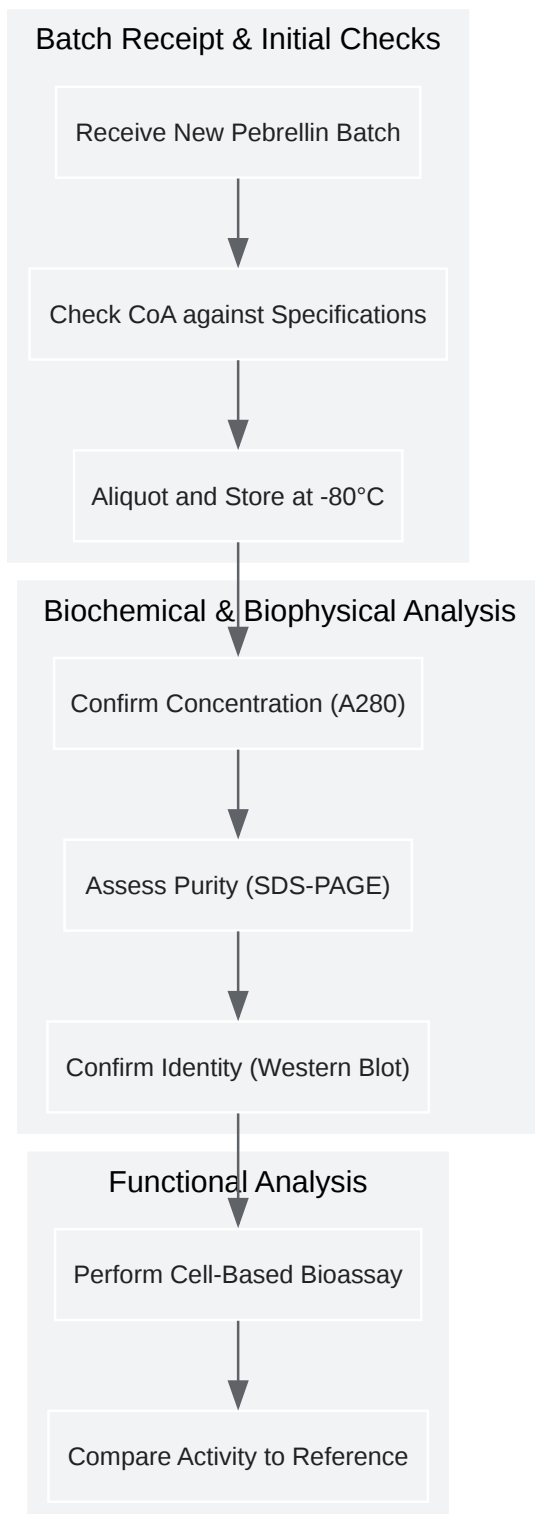 Batch Receipt & Initial Checks
Receive New Pebrellin Batch
Check CoA against Specifications
Aliquot and Store at -80°C
Biochemical & Biophysical Analysis
Confirm Concentration (A280)
Assess Purity (SDS-PAGE)
Confirm Identity (Western Blot)
Functional Analysis
Perform Cell-Based Bioassay
Compare Activity to Reference